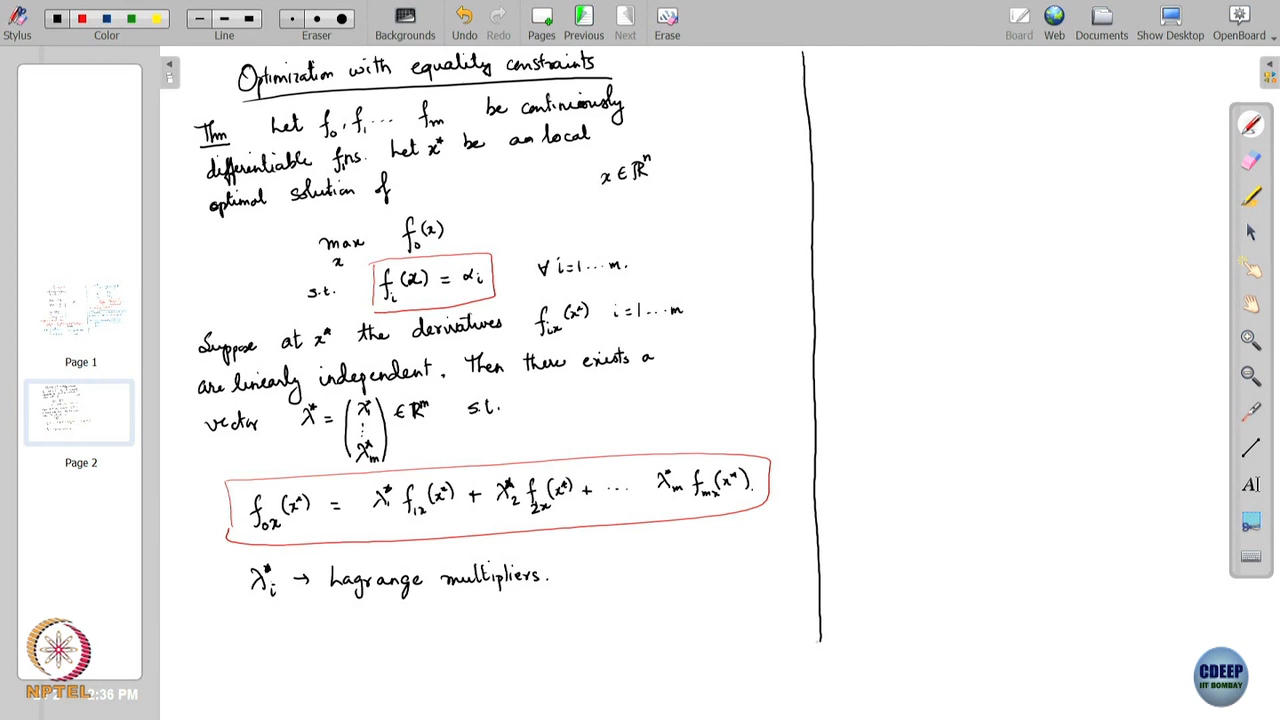 Stylus
Color
Line
Eraser
Backgrounds
Undo
Redo
Pages
Previous
Next
Erase
Board
Web
Documents
Show Desktop
OpenBoard
Optimization with equality constraints
Thm Let f₀, f₁ ... fₘ be continuously
differentiable fns. Let x* be an local
optimal solution of x ∈ ℝⁿ
max f₀(x)
x
s.t. fᵢ(x) = αᵢ ∀ i=1...m.
Suppose at x* the derivatives fᵢₓ(x*) i=1...m
are linearly independent. Then there exists a
vector λ* = (λ* ⋮ λₘ*) ∈ ℝᵐ s.t.
f₀ₓ(x*) = λ₁* f₁ₓ(x*) + λ₂* f₂ₓ(x*) + ... λₘ* fₘₓ(x*).
λᵢ* → Lagrange multipliers.
Page 1
Page 2
NPTEL
2:36 PM
CDEEP
IIT BOMBAY